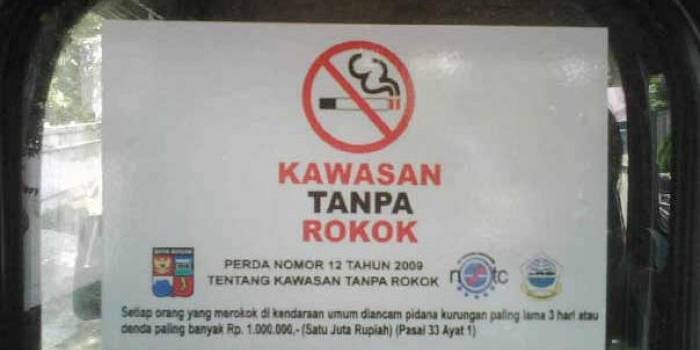 KAWASAN
TANPA
ROKOK
PERDA NOMOR 12 TAHUN 2009
TENTANG KAWASAN TANPA ROKOK
Setiap orang yang merokok di kendaraan umum diancam pidana kurungan paling lama 3 hari atau
denda paling banyak Rp. 1.000.000,- (Satu Juta Rupiah) (Pasal 33 Ayat 1)